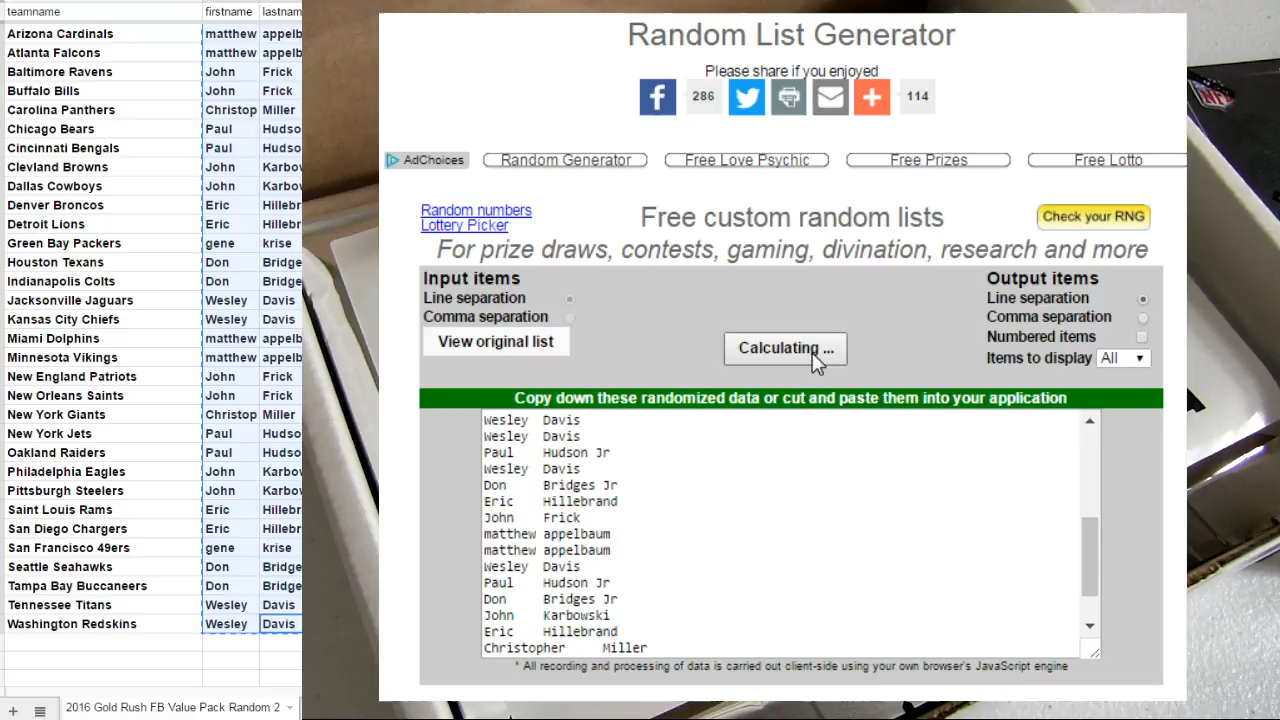 teamname firstname lastnam
Arizona Cardinals matthew appelb
Atlanta Falcons matthew appelb
Baltimore Ravens John Frick
Buffalo Bills John Frick
Carolina Panthers Christop Miller
Chicago Bears Paul Hudso
Cincinnati Bengals Paul Hudso
Clevland Browns John Karbow
Dallas Cowboys John Karbow
Denver Broncos Eric Hillebr
Detroit Lions Eric Hillebr
Green Bay Packers gene krise
Houston Texans Don Bridge
Indianapolis Colts Don Bridge
Jacksonville Jaguars Wesley Davis
Kansas City Chiefs Wesley Davis
Miami Dolphins matthew appelb
Minnesota Vikings matthew appelb
New England Patriots John Frick
New Orleans Saints John Frick
New York Giants Christop Miller
New York Jets Paul Hudso
Oakland Raiders Paul Hudso
Philadelphia Eagles John Karbow
Pittsburgh Steelers John Karbow
Saint Louis Rams Eric Hillebr
San Diego Chargers Eric Hillebr
San Francisco 49ers gene krise
Seattle Seahawks Don Bridge
Tampa Bay Buccaneers Don Bridge
Tennessee Titans Wesley Davis
Washington Redskins Wesley Davis
2016 Gold Rush FB Value Pack Random 2
Random List Generator
Please share if you enjoyed
286 114
AdChoices Random Generator Free Love Psychic Free Prizes Free Lotto
Random numbers
Lottery Picker
Free custom random lists
Check your RNG
For prize draws, contests, gaming, divination, research and more
Input items
Line separation
Comma separation
View original list
Calculating ...
Output items
Line separation
Comma separation
Numbered items
Items to display All
Copy down these randomized data or cut and paste them into your application
Wesley Davis
Wesley Davis
Paul Hudson Jr
Wesley Davis
Don Bridges Jr
Eric Hillebrand
John Frick
matthew appelbaum
matthew appelbaum
Wesley Davis
Paul Hudson Jr
Don Bridges Jr
John Karbowski
Eric Hillebrand
Christopher Miller
* All recording and processing of data is carried out client-side using your own browser's JavaScript engine
NFL